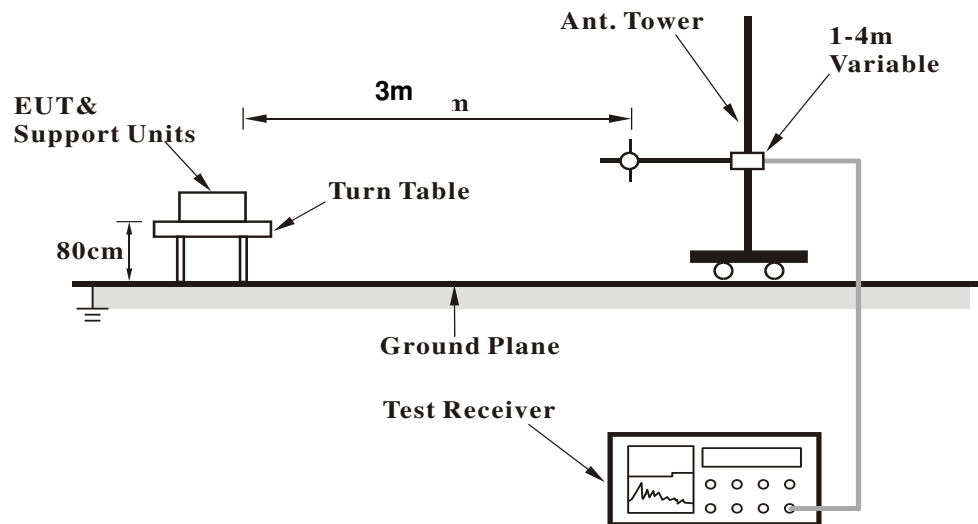 Ant. Tower
1-4m
Variable
3m
EUT&
Support Units
Turn Table
80cm
Ground Plane
Test Receiver